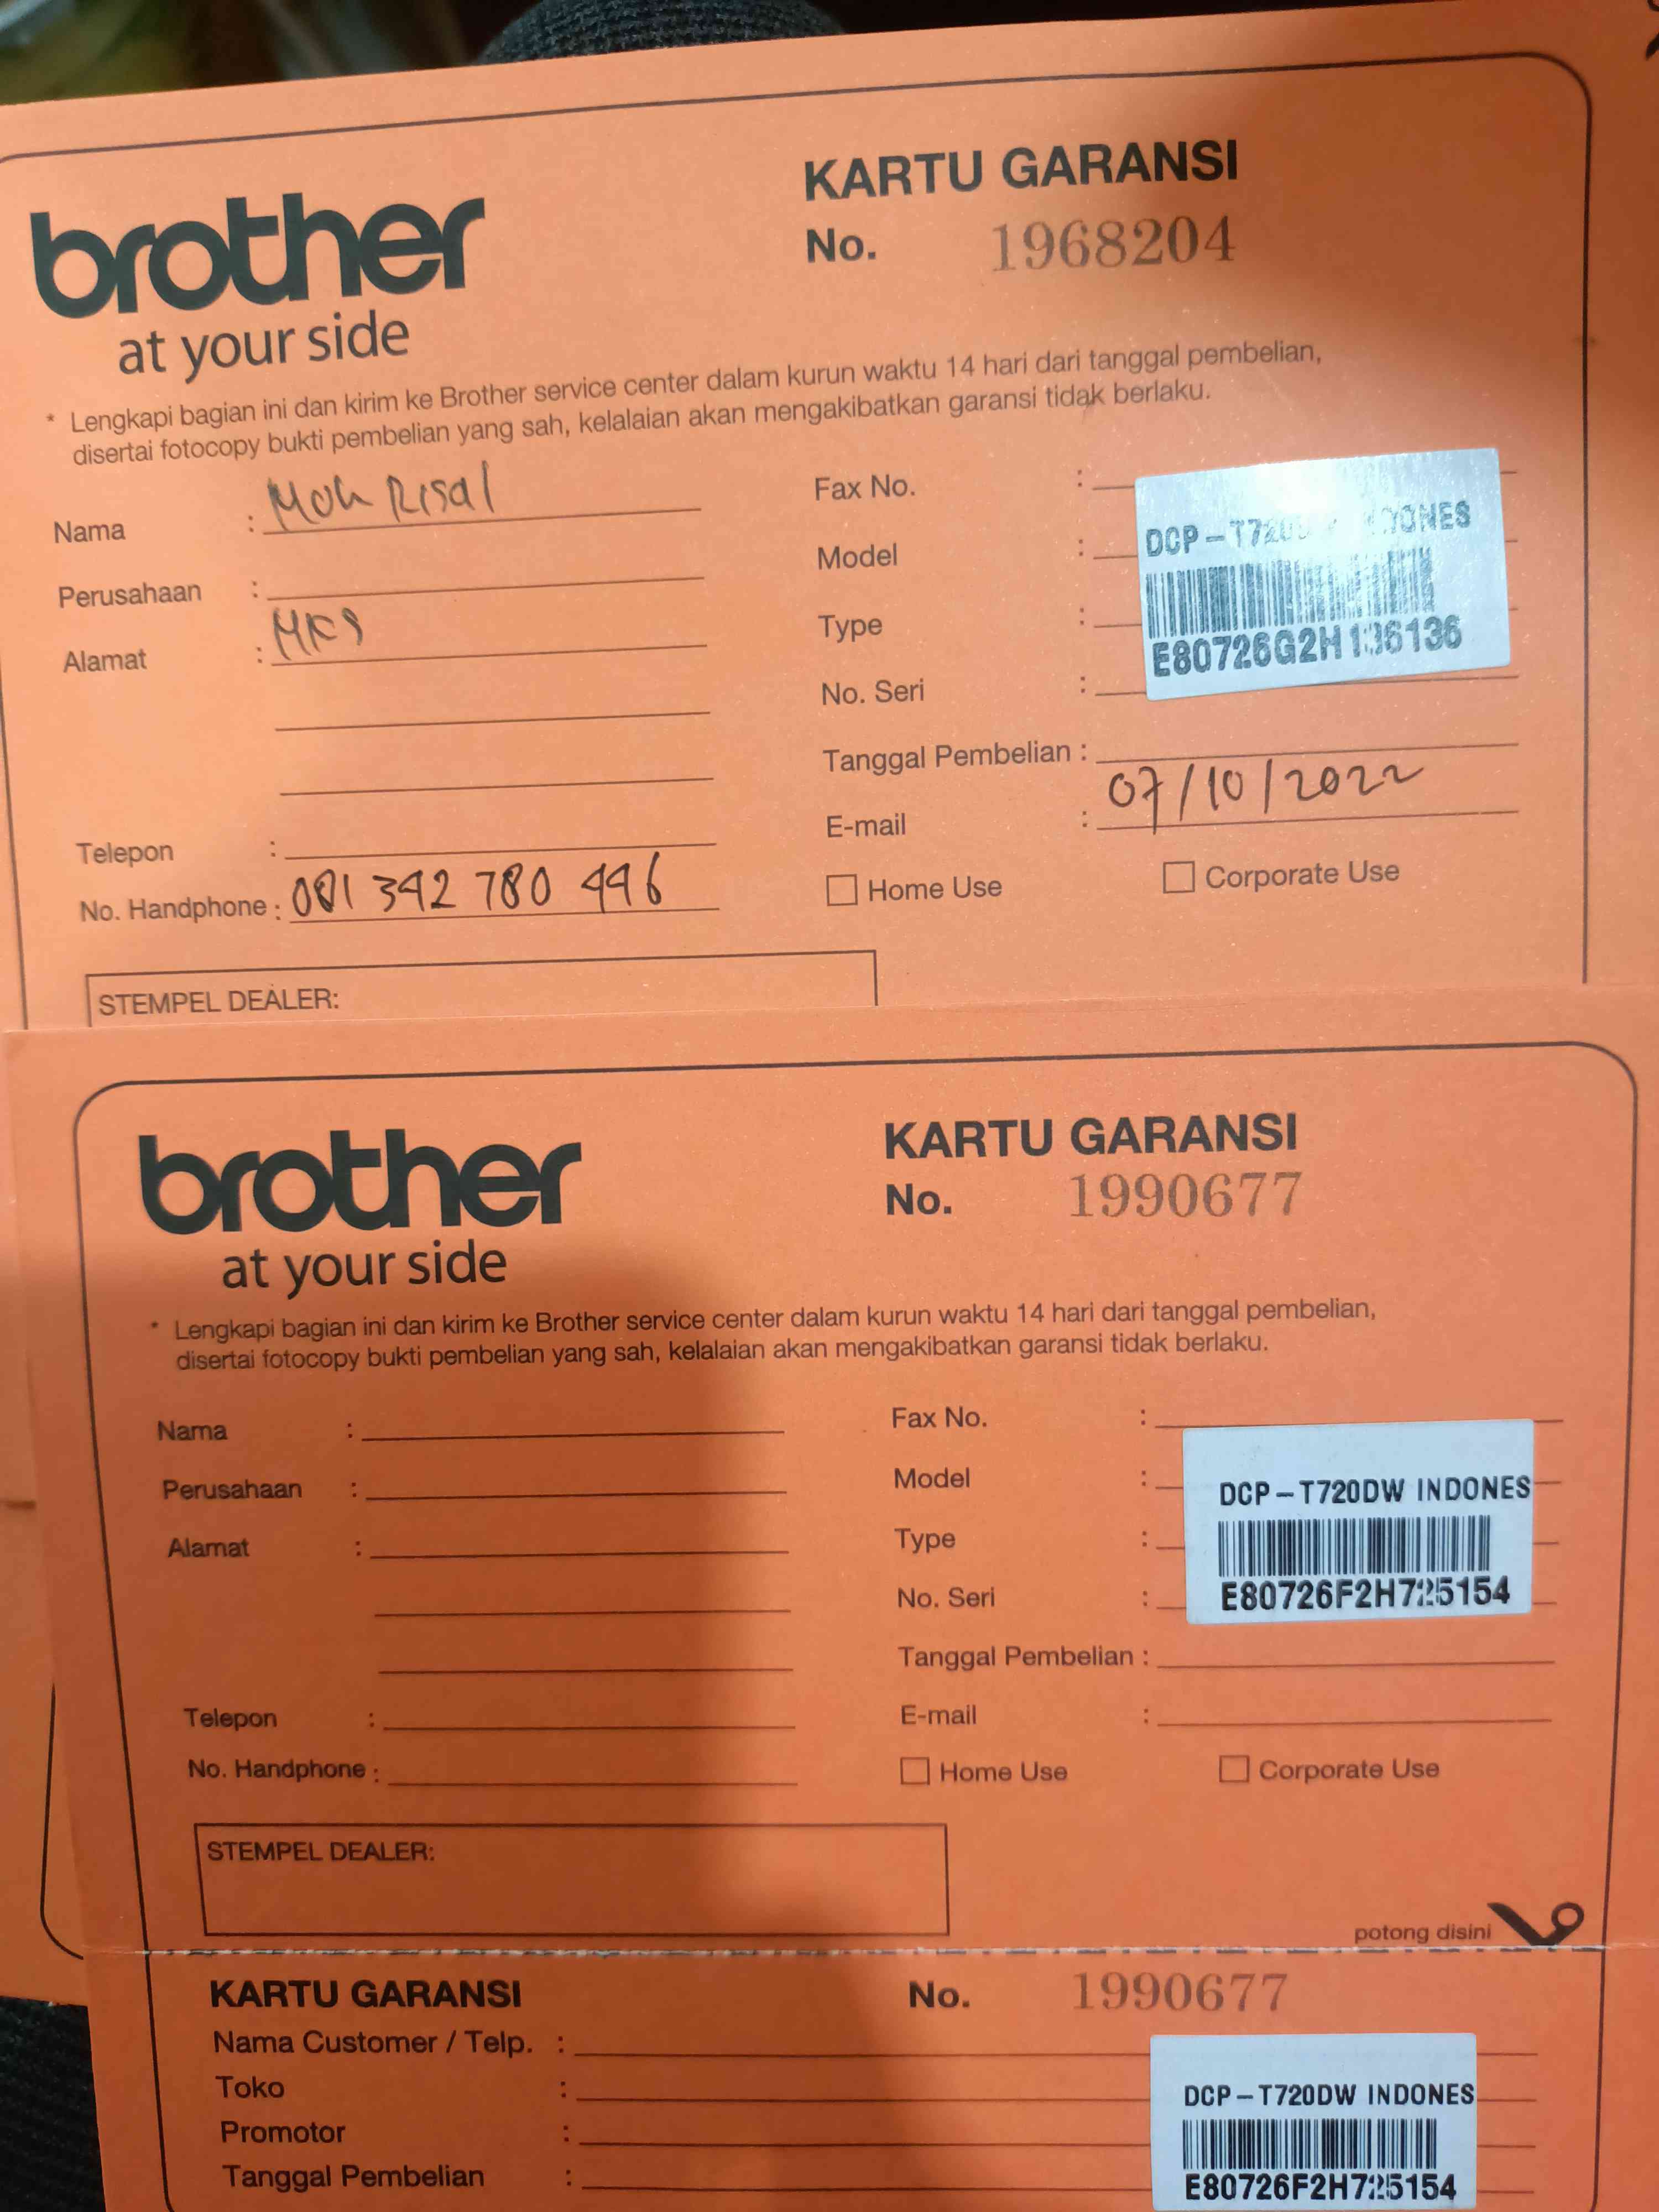 brother
at your side
KARTU GARANSI
No. 1968204
* Lengkapi bagian ini dan kirim ke Brother service center dalam kurun waktu 14 hari dari tanggal pembelian,
disertai fotocopy bukti pembelian yang sah, kelalaian akan mengakibatkan garansi tidak berlaku.
Nama : Moh Risal
Perusahaan :
Alamat : MKS
Telepon :
No. Handphone : 081 342 780 446
Fax No. :
Model :
Type :
No. Seri :
DCP-T720DW INDONES
E80726G2H136136
Tanggal Pembelian :
07/10/2022
E-mail :
Home Use Corporate Use
STEMPEL DEALER:
brother
at your side
KARTU GARANSI
No. 1990677
* Lengkapi bagian ini dan kirim ke Brother service center dalam kurun waktu 14 hari dari tanggal pembelian,
disertai fotocopy bukti pembelian yang sah, kelalaian akan mengakibatkan garansi tidak berlaku.
Nama :
Perusahaan :
Alamat :
Telepon :
No. Handphone :
Fax No. :
Model :
Type :
No. Seri :
DCP-T720DW INDONES
E80726F2H725154
Tanggal Pembelian :
E-mail :
Home Use Corporate Use
STEMPEL DEALER:
potong disini
KARTU GARANSI No. 1990677
Nama Customer / Telp. :
Toko :
Promotor :
Tanggal Pembelian :
DCP-T720DW INDONES
E80726F2H725154